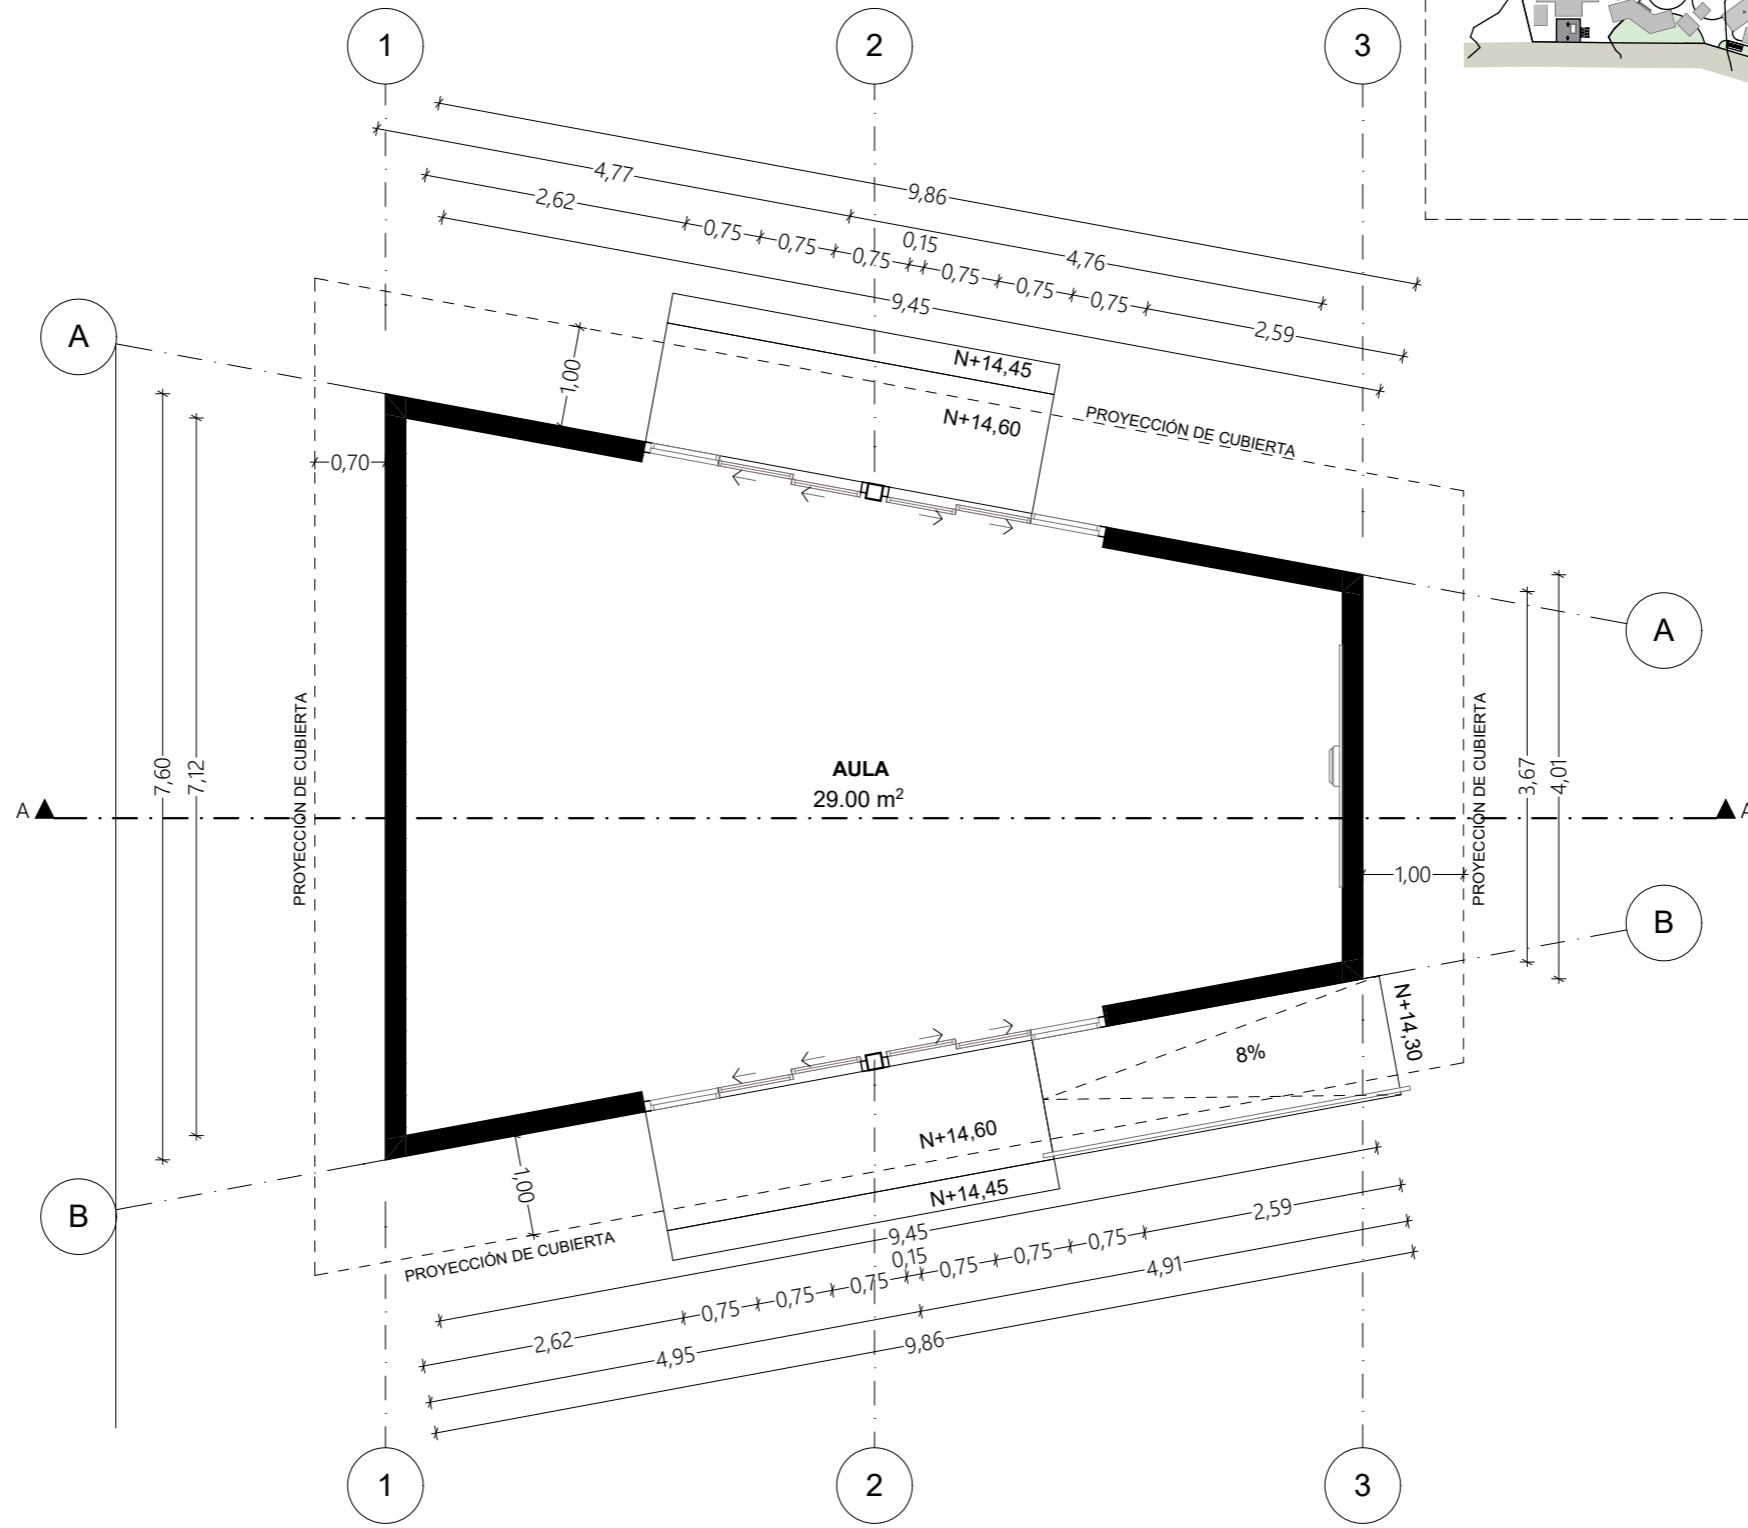 1
2
3
9,86
4,77
4,76
2,62
0,75
0,75
0,75
0,15
0,75
0,75
0,75
2,59
9,45
A
1,00
N+14,45
N+14,60
PROYECCIÓN DE CUBIERTA
0,70
A
7,60
7,12
PROYECCIÓN DE CUBIERTA
AULA
29.00 m²
3,67
4,01
PROYECCIÓN DE CUBIERTA
A
A
1,00
B
N+14,30
8%
N+14,60
N+14,45
1,00
B
PROYECCIÓN DE CUBIERTA
9,45
2,62
0,75
0,75
0,75
0,15
0,75
0,75
0,75
2,59
4,95
4,91
9,86
1
2
3